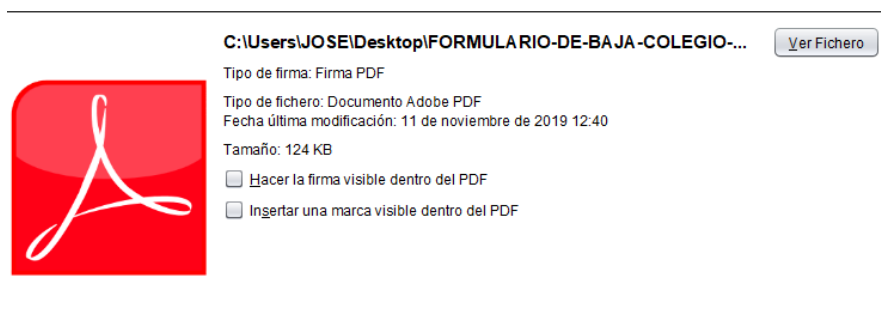 C:\Users\JOSE\Desktop\FORMULARIO-DE-BAJA-COLEGIO-...
Ver Fichero
Tipo de firma: Firma PDF
Tipo de fichero: Documento Adobe PDF
Fecha última modificación: 11 de noviembre de 2019 12:40
Tamaño: 124 KB
Hacer la firma visible dentro del PDF
Insertar una marca visible dentro del PDF